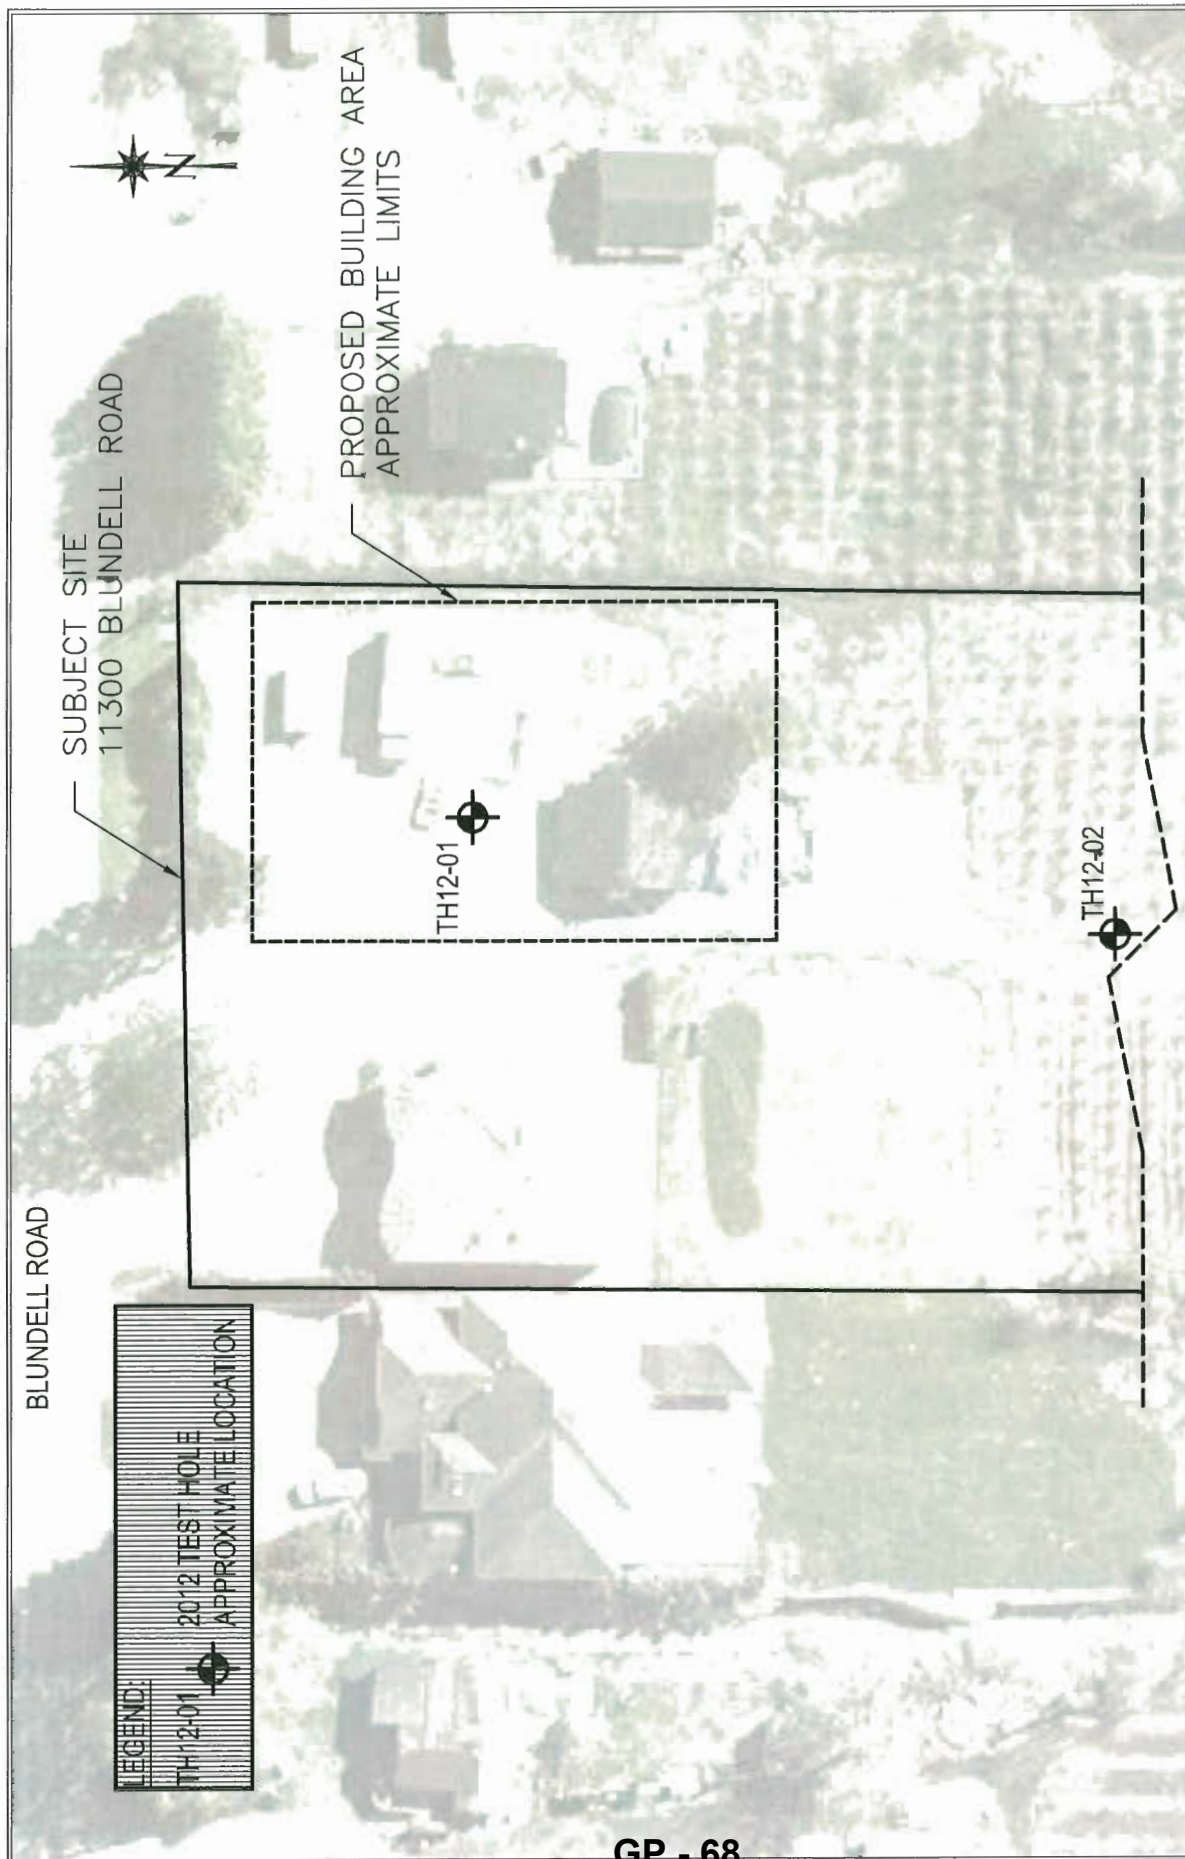 BLUNDELL ROAD
SUBJECT SITE
11300 BLUNDELL ROAD
PROPOSED BUILDING AREA
APPROXIMATE LIMITS
LEGEND:
TH12-01
2012 TEST HOLE
APPROXIMATE LOCATION
N
TH12-01
TH12-02
GP - 68